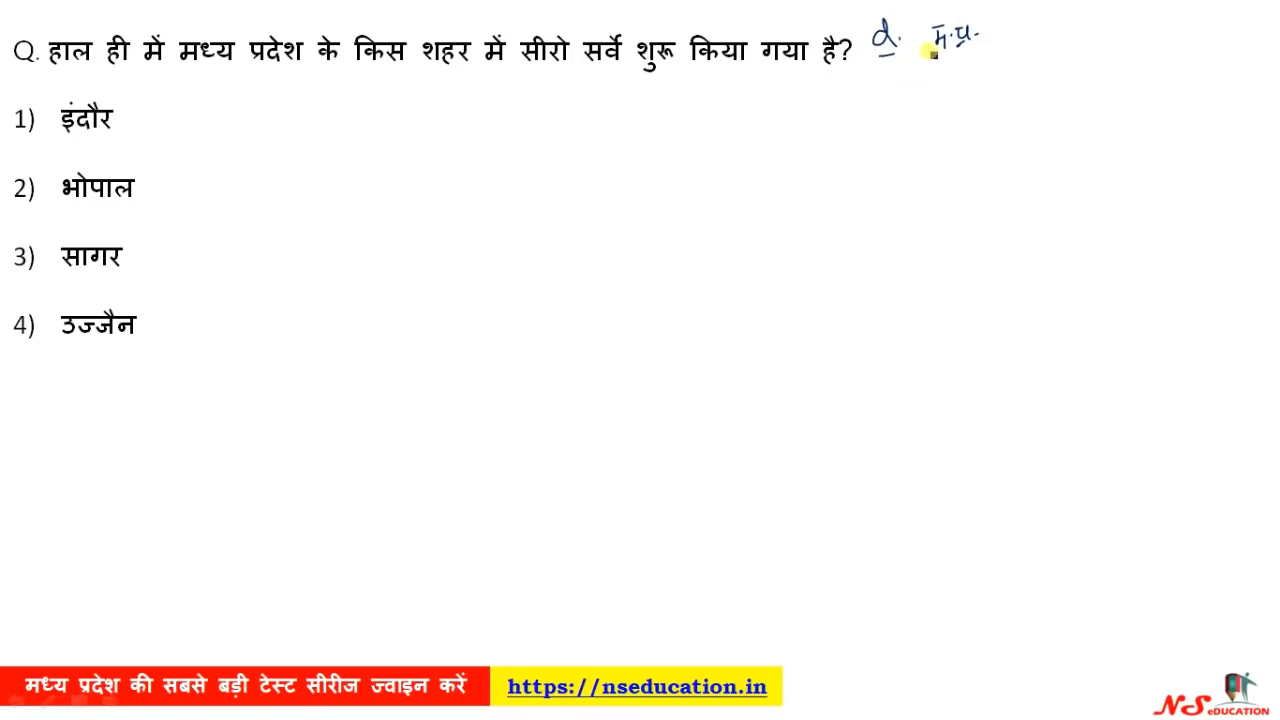 Q. हाल ही में मध्य प्रदेश के किस शहर में सीरो सर्वे शुरू किया गया है? d. म.प्र.
1) इंदौर
2) भोपाल
3) सागर
4) उज्जैन
मध्य प्रदेश की सबसे बड़ी टेस्ट सीरीज ज्वाइन करें https://nseducation.in
NS eDUCATION